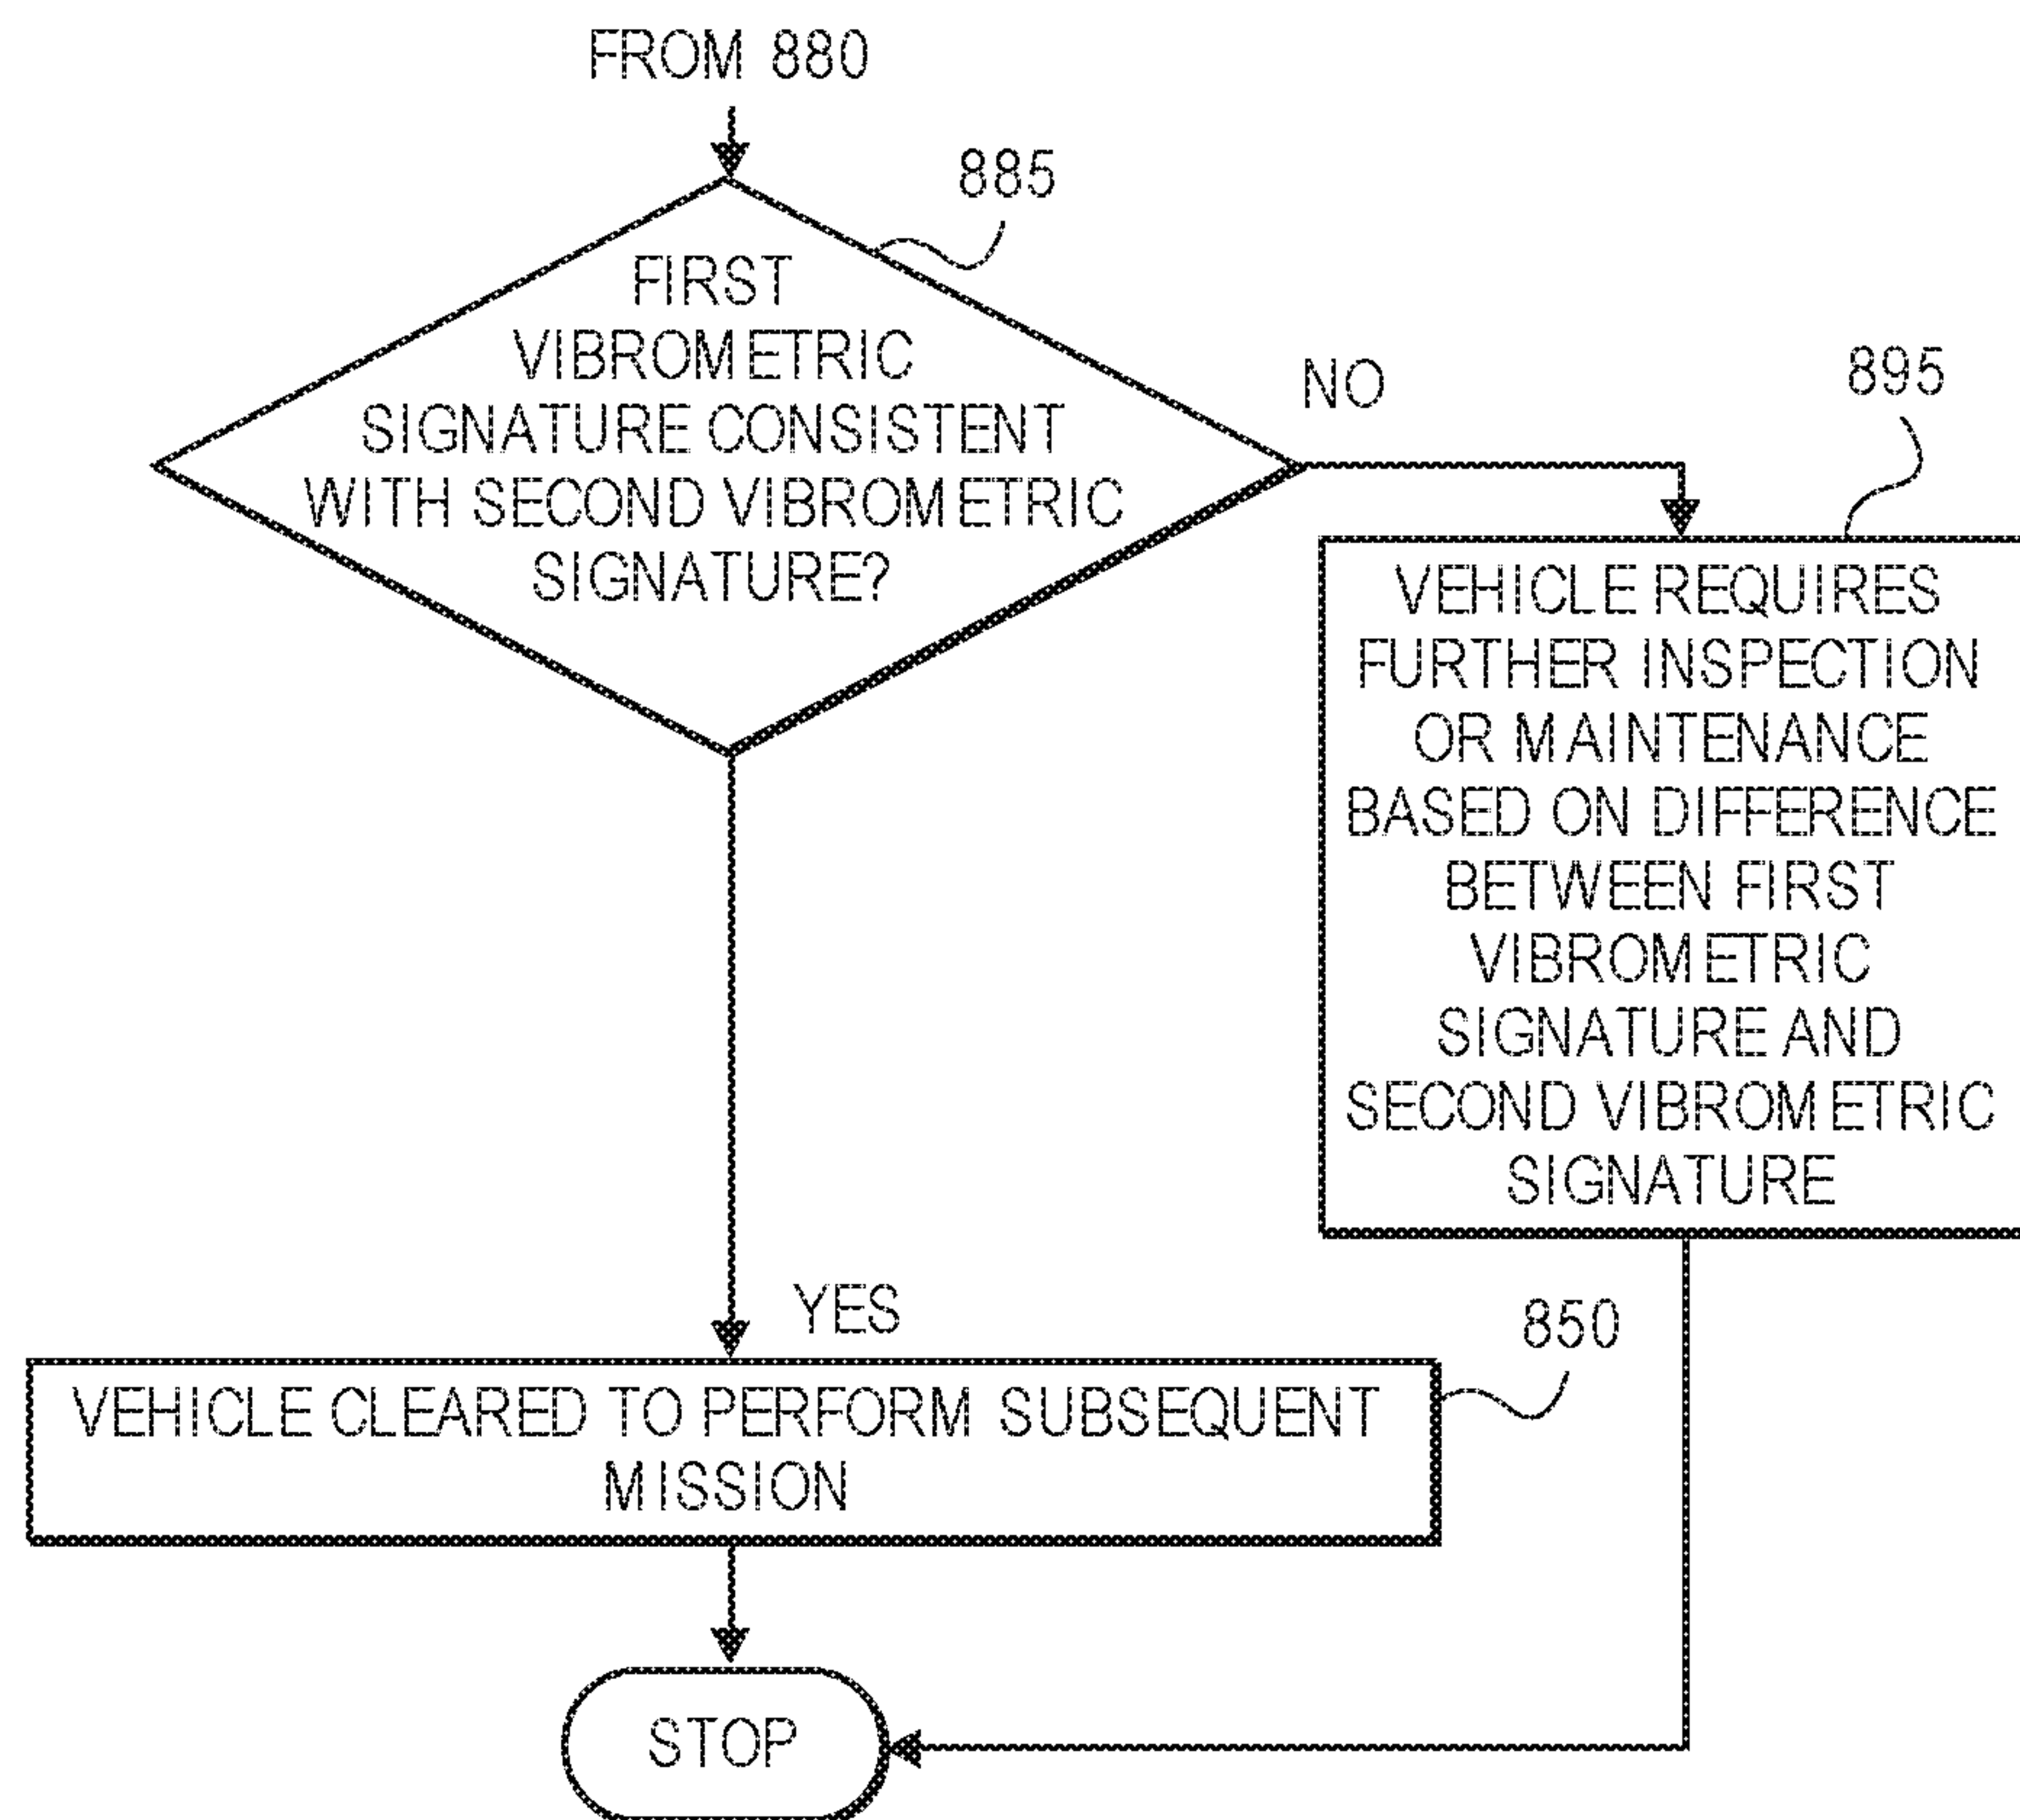 FROM 880
885
FIRST
VIBROMETRIC
SIGNATURE CONSISTENT
WITH SECOND VIBROMETRIC
SIGNATURE?
NO
895
VEHICLE REQUIRES
FURTHER INSPECTION
OR MAINTENANCE
BASED ON DIFFERENCE
BETWEEN FIRST
VIBROMETRIC
SIGNATURE AND
SECOND VIBROMETRIC
SIGNATURE
YES
850
VEHICLE CLEARED TO PERFORM SUBSEQUENT
MISSION
STOP